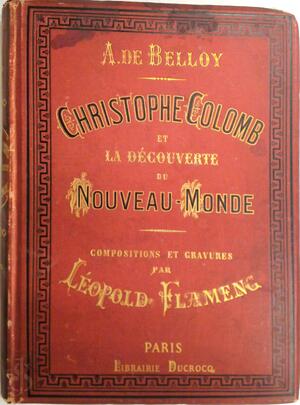 A. DE BELLOY
CHRISTOPHE COLOMB
ET
LA DÉCOUVERTE
DU
NOUVEAU-MONDE
COMPOSITIONS ET GRAVURES
PAR
LÉOPOLD FLAMENG
PARIS
LIBRAIRIE DUCROCQ